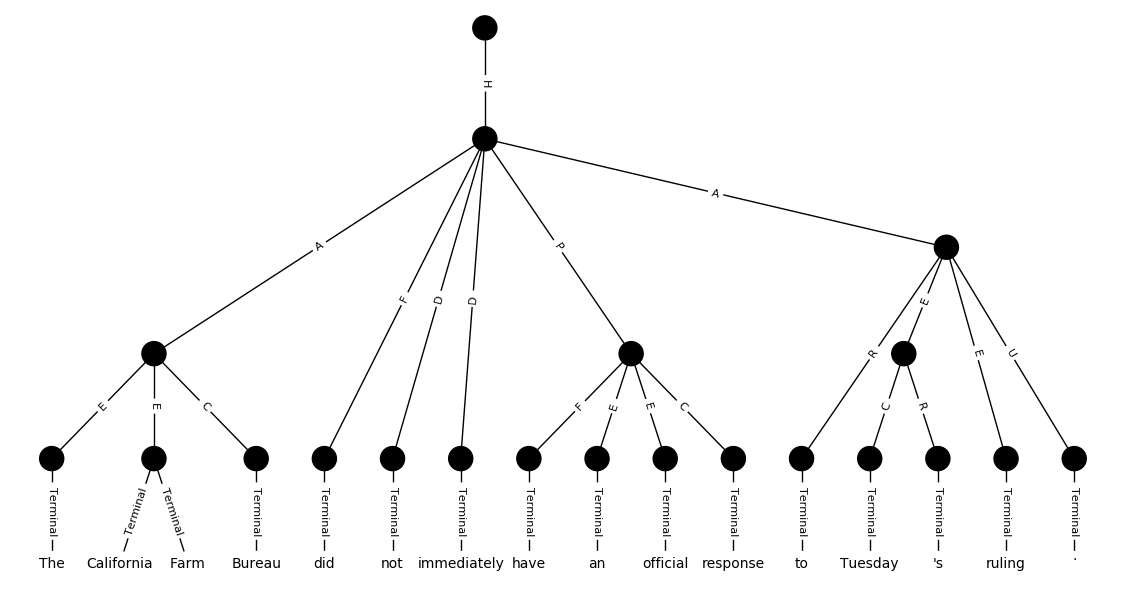 H
A
A
F
D
D
P
E
R
E
U
E
E
C
F
E
E
C
C
R
Terminal Terminal Terminal Terminal Terminal Terminal Terminal Terminal Terminal Terminal Terminal Terminal Terminal Terminal Terminal Terminal
The California Farm Bureau did not immediately have an official response to Tuesday 's ruling .